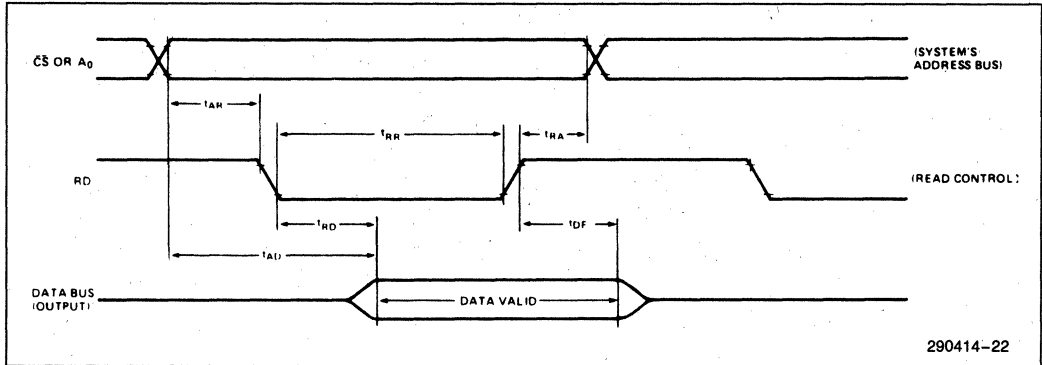 C̅S̅ OR A₀
(SYSTEM'S
ADDRESS BUS)
tAR
tRR
tRA
RD
(READ CONTROL)
tRD
tDF
tAD
DATA BUS
(OUTPUT)
DATA VALID
290414–22